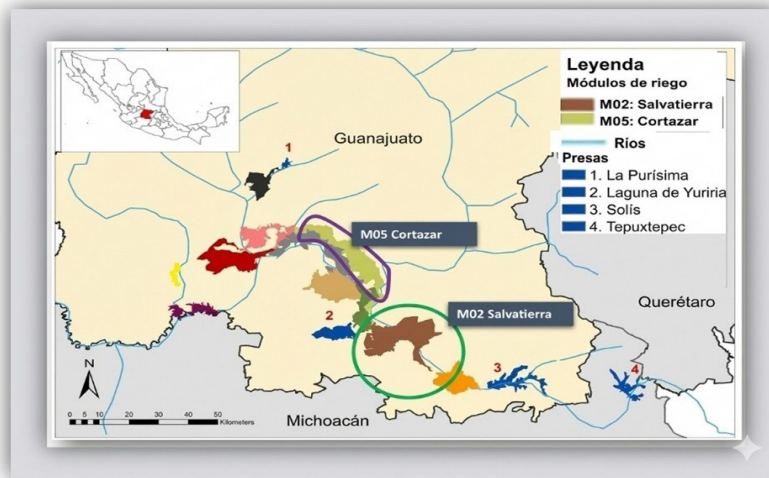 Leyenda
Módulos de riego
M02: Salvatierra
M05: Cortazar
Ríos
Presas
1. La Purísima
2. Laguna de Yuriria
3. Solís
4. Tepuxtepec
1
Guanajuato
M05 Cortazar
Querétaro
2
M02 Salvatierra
3
4
N
0 5 10 20 30 40 50
Kilometers
Michoacán